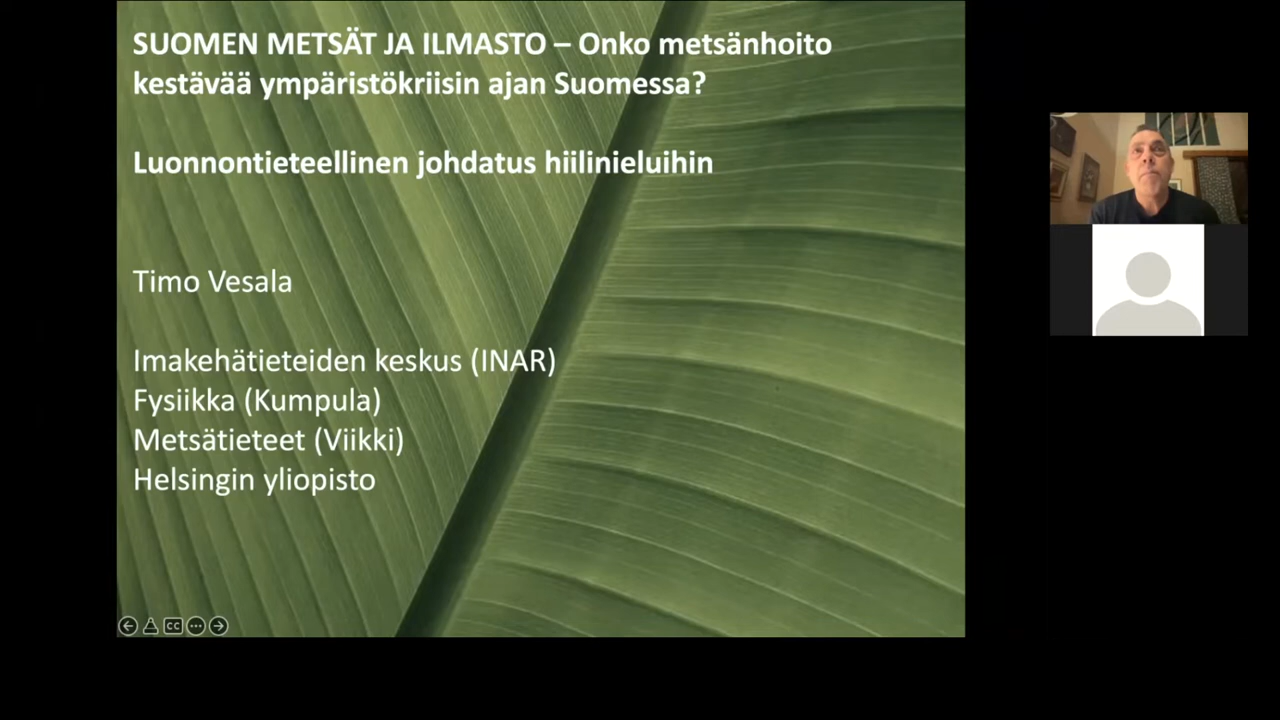 SUOMEN METSÄT JA ILMASTO – Onko metsänhoito
kestävää ympäristökriisin ajan Suomessa?
Luonnontieteellinen johdatus hiilinieluihin
Timo Vesala
Imakehätieteiden keskus (INAR)
Fysiikka (Kumpula)
Metsätieteet (Viikki)
Helsingin yliopisto
CC